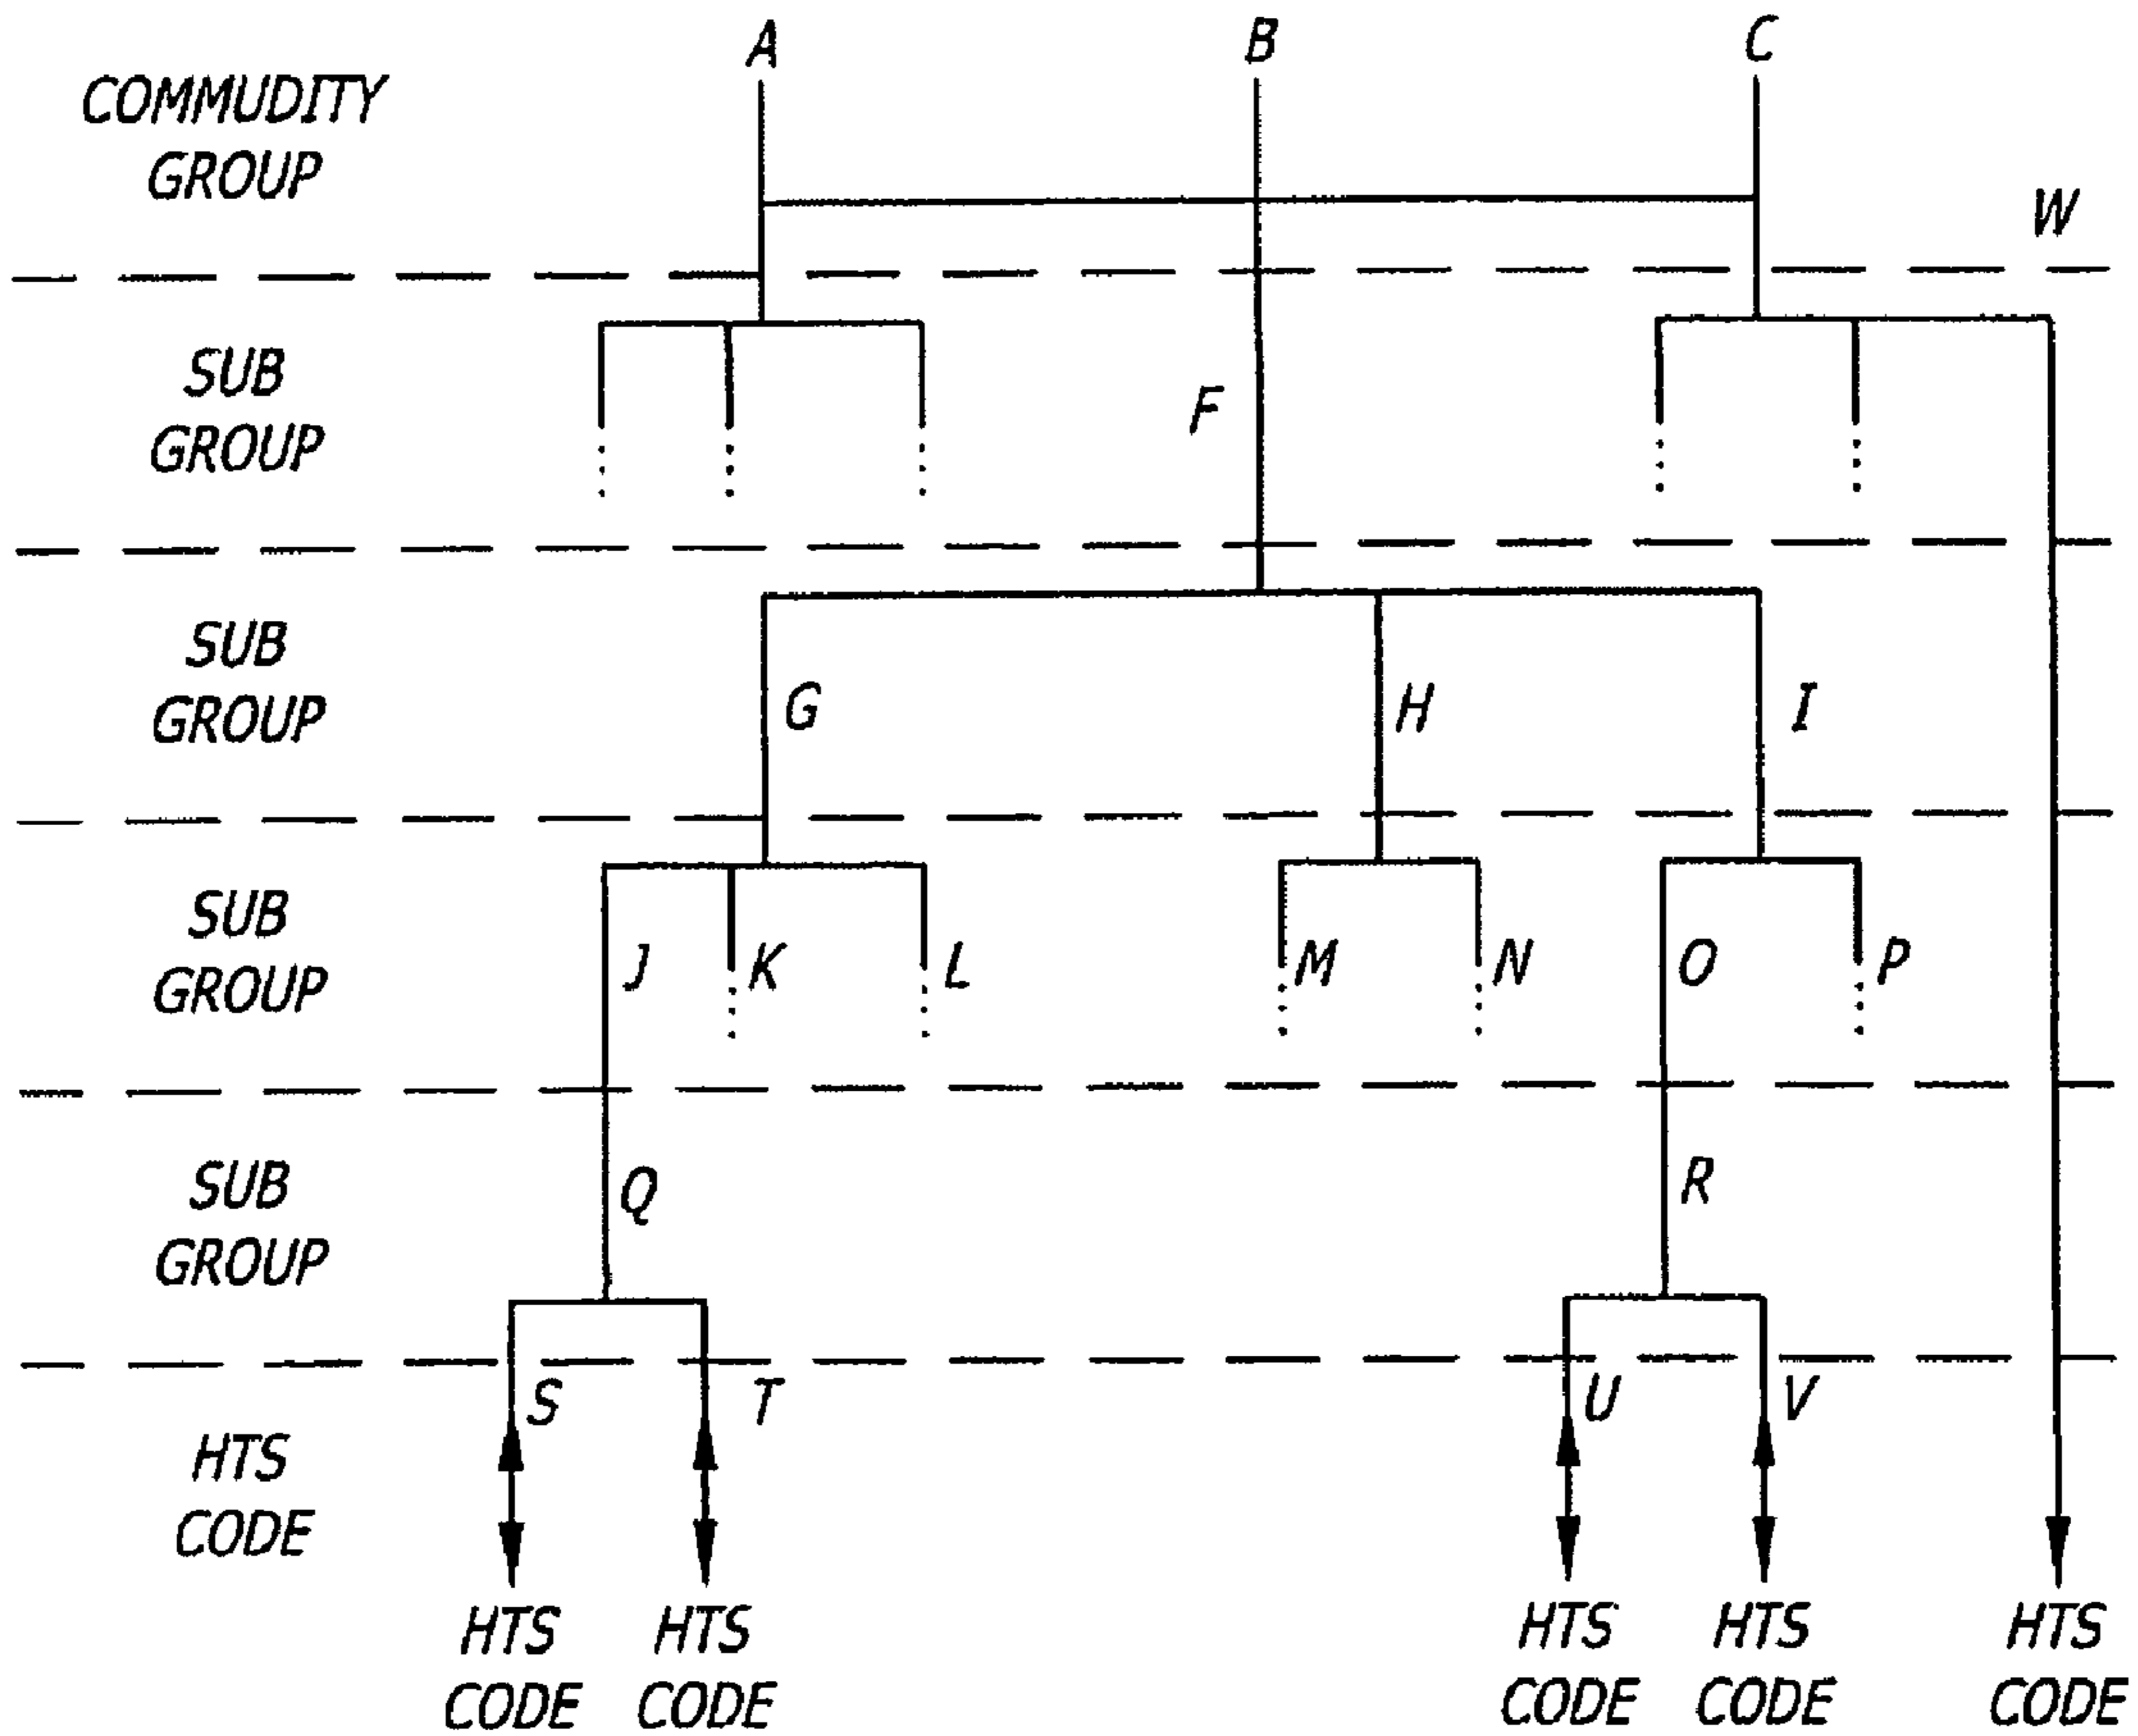 A B C
COMMUDITY
GROUP
W
SUB
GROUP
F
SUB
GROUP
G H I
SUB
GROUP
J K L M N O P
SUB
GROUP
Q R
S T U V
HTS
CODE
HTS HTS HTS HTS HTS
CODE CODE CODE CODE CODE